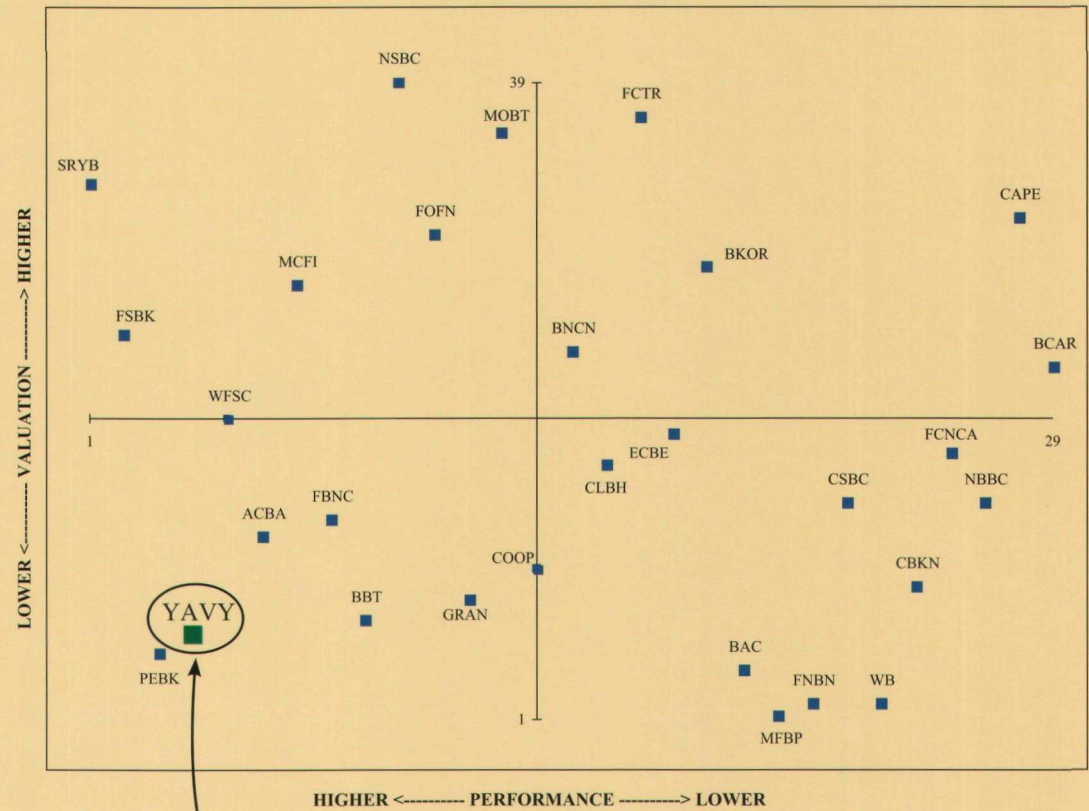 NSBC
39
FCTR
MOBT
SRYB
CAPE
FOFN
BKOR
MCFI
FSBK
BNCN
BCAR
WFSC
1
29
FCNCA
ECBE
CLBH
CSBC
NBBC
FBNC
ACBA
COOP
CBKN
YAVY
BBT
GRAN
PEBK
BAC
FNBN
WB
1
MFBP
LOWER <---------- VALUATION ----------> HIGHER
HIGHER <---------- PERFORMANCE ----------> LOWER